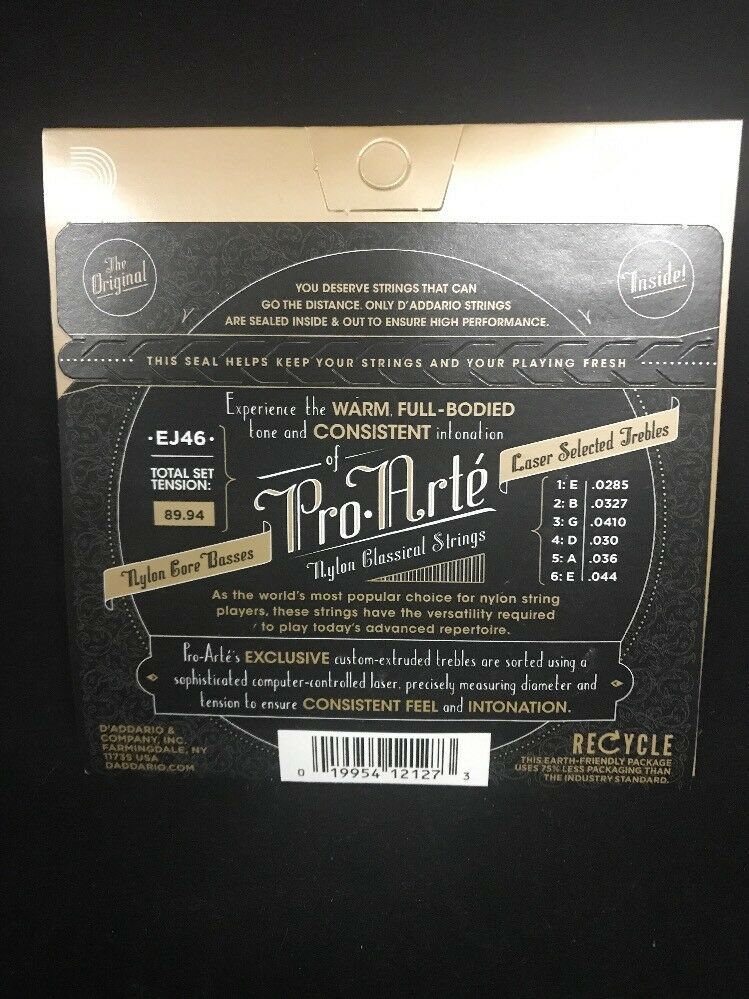 The
Original
Inside!
YOU DESERVE STRINGS THAT CAN
GO THE DISTANCE. ONLY D'ADDARIO STRINGS
ARE SEALED INSIDE & OUT TO ENSURE HIGH PERFORMANCE.
THIS SEAL HELPS KEEP YOUR STRINGS AND YOUR PLAYING FRESH
Experience the WARM, FULL-BODIED
tone and CONSISTENT intonation
of
Pro•Arté
Nylon Classical Strings
•EJ46•
TOTAL SET
TENSION:
89.94
Nylon Core Basses
Laser Selected Trebles
1: E .0285
2: B .0327
3: G .0410
4: D .030
5: A .036
6: E .044
As the world's most popular choice for nylon string
players, these strings have the versatility required
to play today's advanced repertoire.
Pro-Arté's EXCLUSIVE custom-extruded trebles are sorted using a
sophisticated computer-controlled laser, precisely measuring diameter and
tension to ensure CONSISTENT FEEL and INTONATION.
D'ADDARIO &
COMPANY, INC.
FARMINGDALE, NY
11735 USA
DADDARIO.COM
0 19954 12127 3
RECYCLE
THIS EARTH-FRIENDLY PACKAGE
USES 75% LESS PACKAGING THAN
THE INDUSTRY STANDARD.